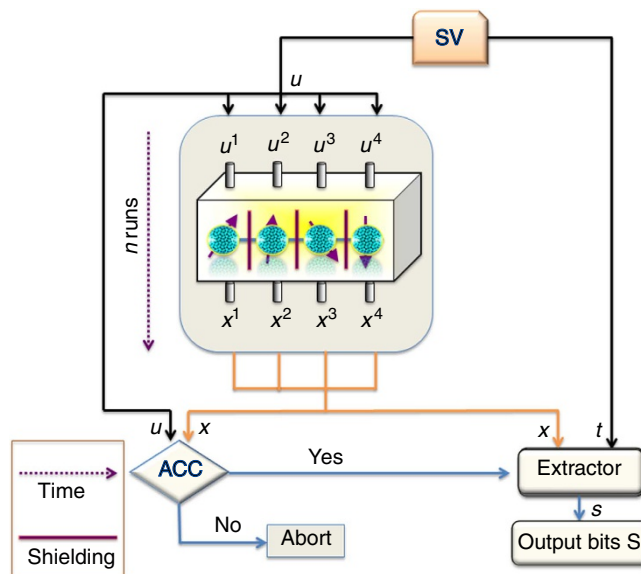 SV
u
u¹ u² u³ u⁴
n runs
x¹ x² x³ x⁴
u x x t
ACC Yes Extractor
Time
No s
Abort Output bits S
Shielding